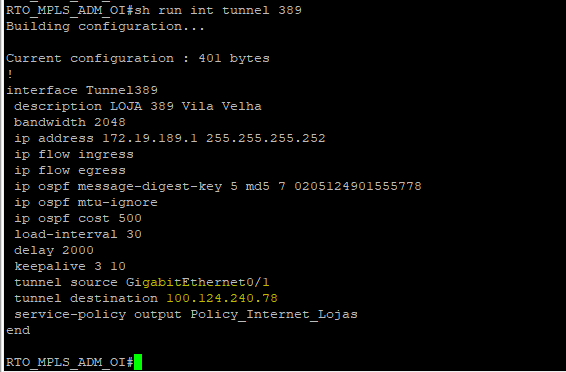 RTO_MPLS_ADM_OI#sh run int tunnel 389
Building configuration...

Current configuration : 401 bytes
!
interface Tunnel389
 description LOJA 389 Vila Velha
 bandwidth 2048
 ip address 172.19.189.1 255.255.255.252
 ip flow ingress
 ip flow egress
 ip ospf message-digest-key 5 md5 7 0205124901555778
 ip ospf mtu-ignore
 ip ospf cost 500
 load-interval 30
 delay 2000
 keepalive 3 10
 tunnel source GigabitEthernet0/1
 tunnel destination 100.124.240.78
 service-policy output Policy_Internet_Lojas
end

RTO_MPLS_ADM_OI#